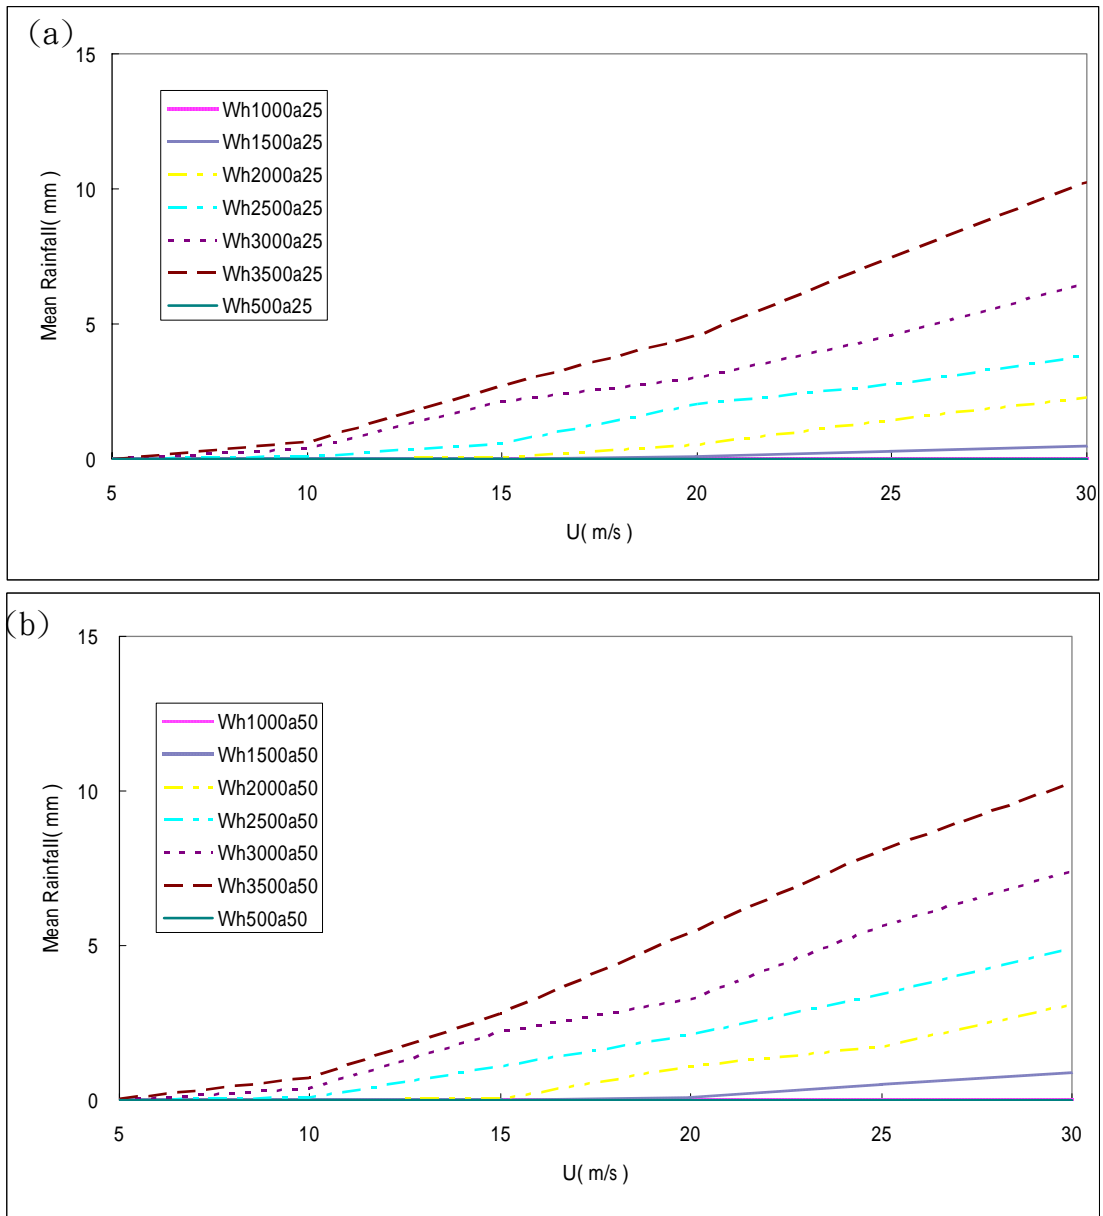 (a)
15
10
5
0
Mean Rainfall( mm )
Wh1000a25
Wh1500a25
Wh2000a25
Wh2500a25
Wh3000a25
Wh3500a25
Wh500a25
5 10 15 20 25 30
U( m/s )
(b)
15
10
5
0
Mean Rainfall( mm )
Wh1000a50
Wh1500a50
Wh2000a50
Wh2500a50
Wh3000a50
Wh3500a50
Wh500a50
5 10 15 20 25 30
U( m/s )